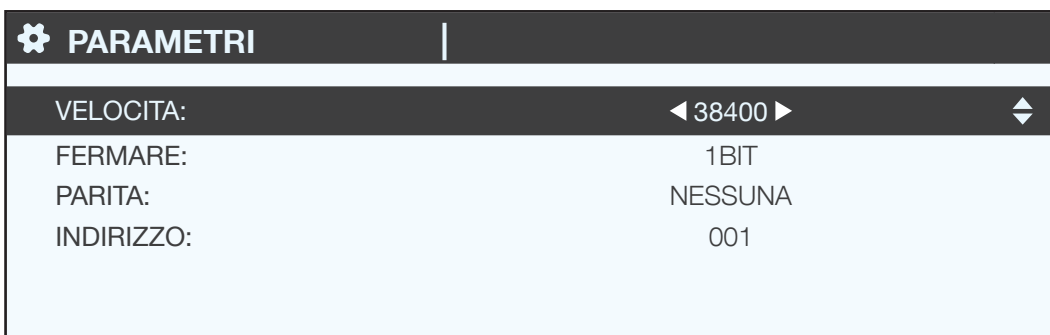 PARAMETRI
VELOCITA: 38400
FERMARE: 1BIT
PARITA: NESSUNA
INDIRIZZO: 001